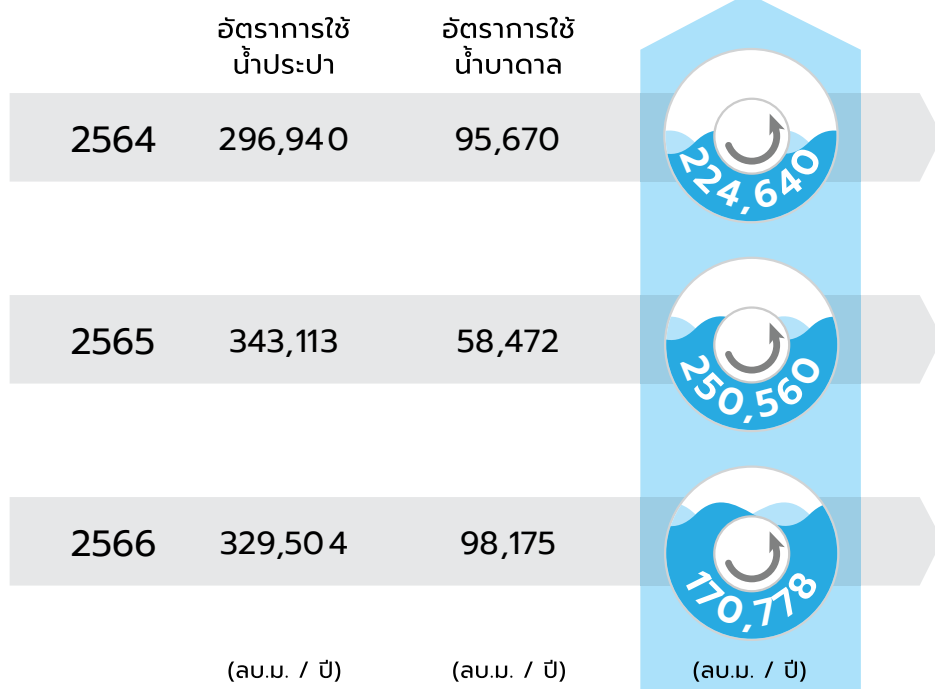 อัตราการใช้ น้ำประปา
อัตราการใช้ น้ำบาดาล
2564 296,940 95,670 224,640
2565 343,113 58,472 250,560
2566 329,504 98,175 170,778
(ลบ.ม. / ปี) (ลบ.ม. / ปี) (ลบ.ม. / ปี)